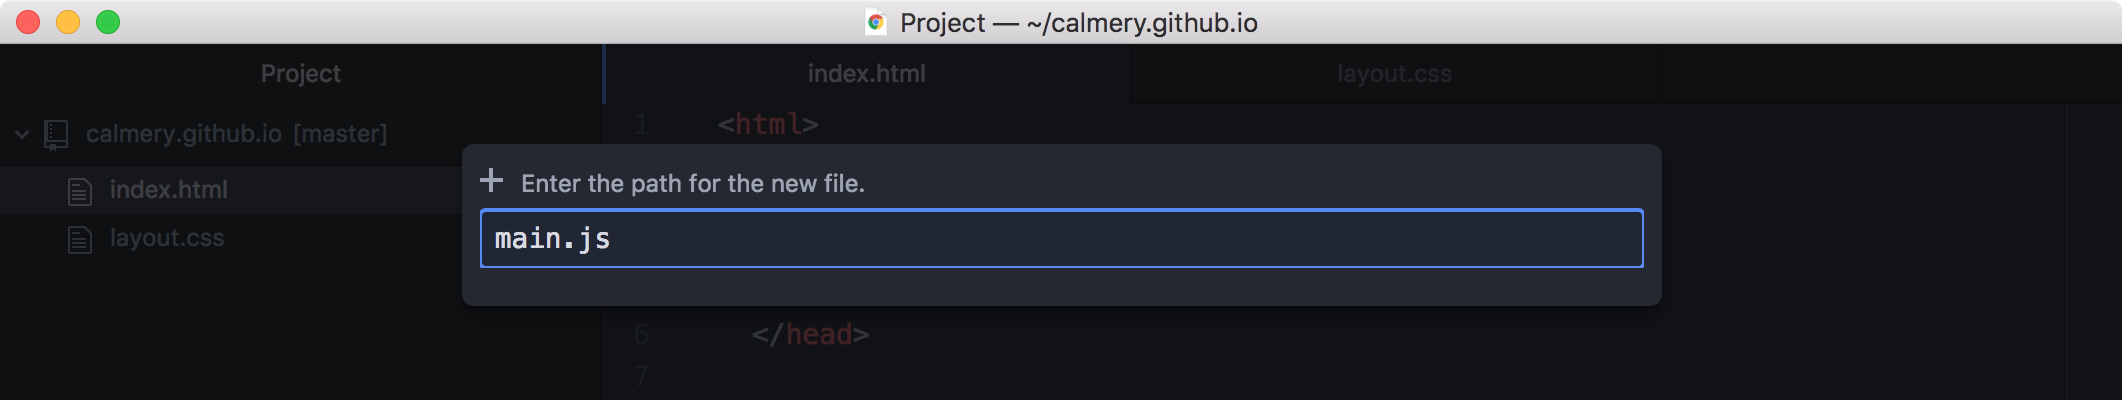 Project — ~/calmery.github.io
Project
index.html
layout.css
calmery.github.io [master]
index.html
layout.css
1 <html>
Enter the path for the new file.
main.js
6 </head>
7